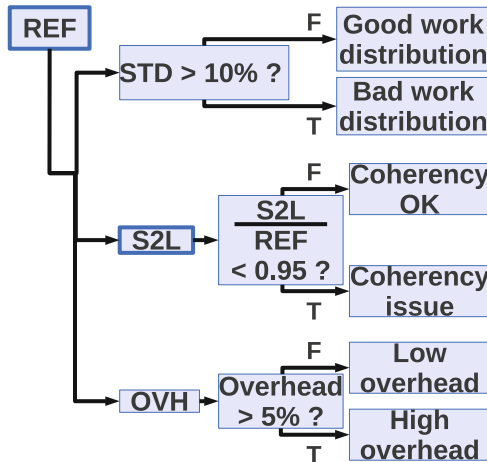 REF
STD > 10% ?
F
Good work
distribution
T
Bad work
distribution
S2L
S2L
REF
< 0.95 ?
F
Coherency
OK
T
Coherency
issue
OVH
Overhead
> 5% ?
F
Low
overhead
T
High
overhead